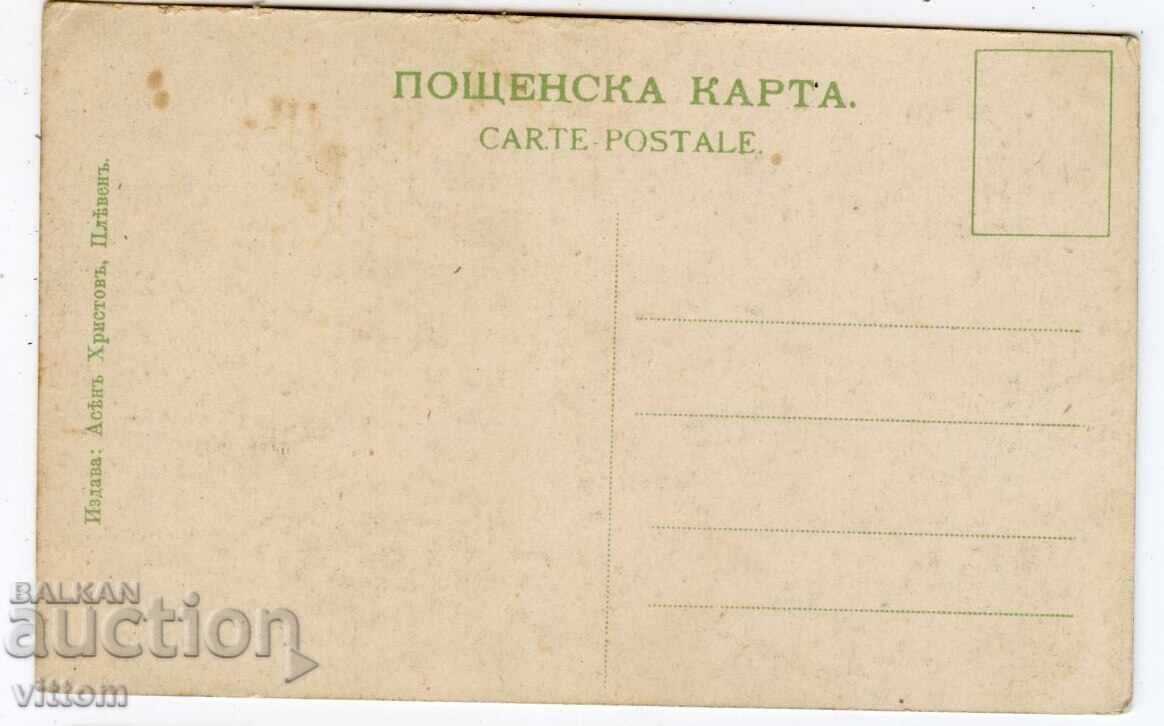 ПОЩЕНСКА КАРТА.
CARTE-POSTALE.
Издава: Асѣнъ Христовъ, Плѣвенъ.
BALKAN
auction
vittom